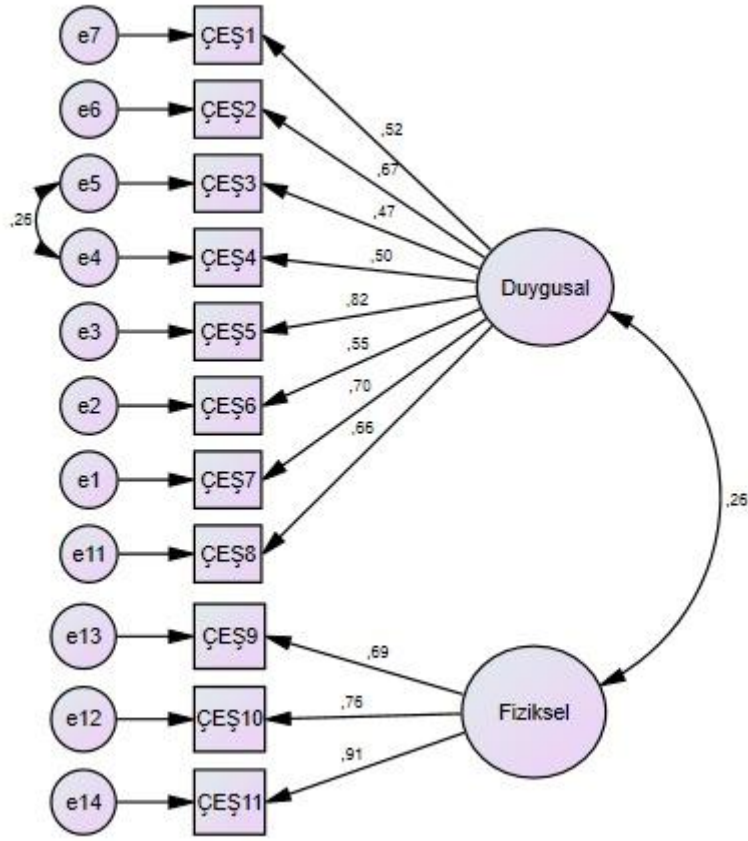 e7
ÇEŞ1
,52
e6
ÇEŞ2
,67
e5
ÇEŞ3
,47
,26
e4
ÇEŞ4
,50
Duygusal
e3
ÇEŞ5
,82
e2
ÇEŞ6
,55
e1
ÇEŞ7
,70
e11
ÇEŞ8
,66
,26
e13
ÇEŞ9
,69
e12
ÇEŞ10
,76
Fiziksel
e14
ÇEŞ11
,91